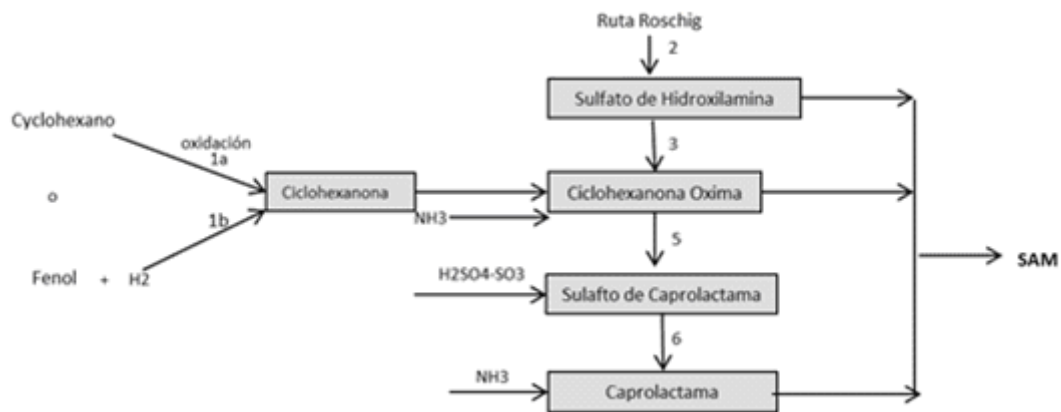 Ruta Roschig
2
Sulfato de Hidroxilamina
Cyclohexano
oxidación
1a
3
o
Ciclohexanona
Ciclohexanona Oxima
NH3
1b
5
Fenol + H2
H2SO4-SO3
SAM
Sulafto de Caprolactama
6
NH3
Caprolactama